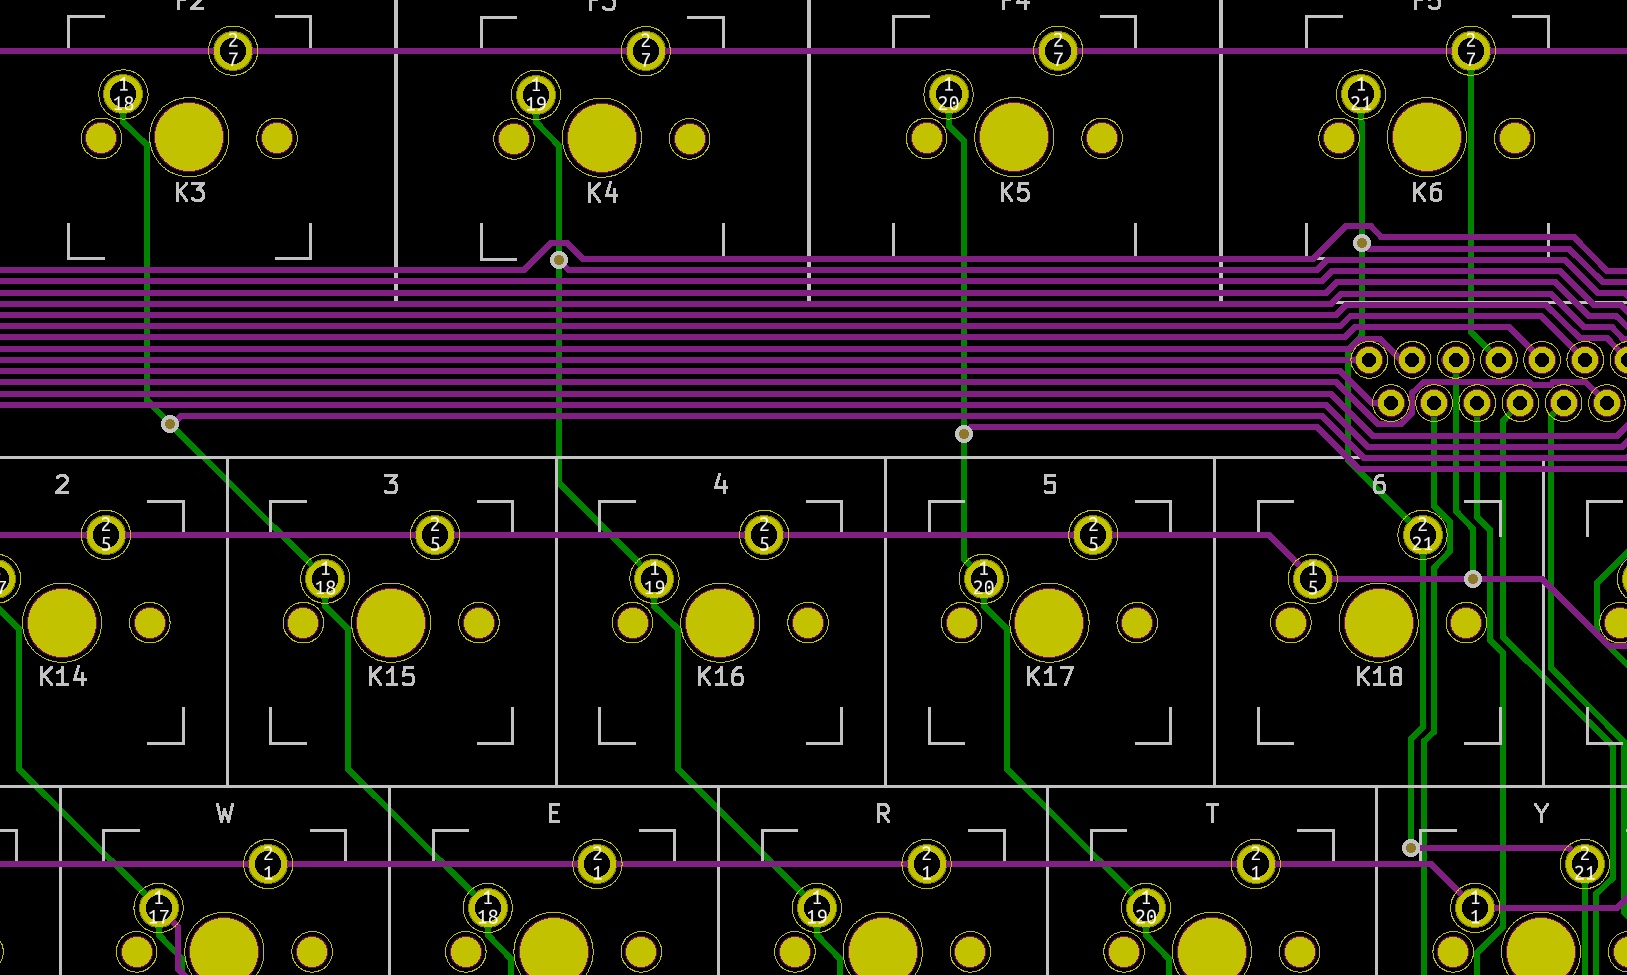 F2 F3 F4 F5
2 7 2 7 2 7 2 7
1 18 1 19 1 20 1 21
K3 K4 K5 K6
2 3 4 5 6
2 5 2 5 2 5 2 5 2 21
7 1 18 1 19 1 20 1 5
K14 K15 K16 K17 K18
W E R T Y
2 1 2 1 2 1 2 1 2 21
1 17 1 18 1 19 1 20 1 1